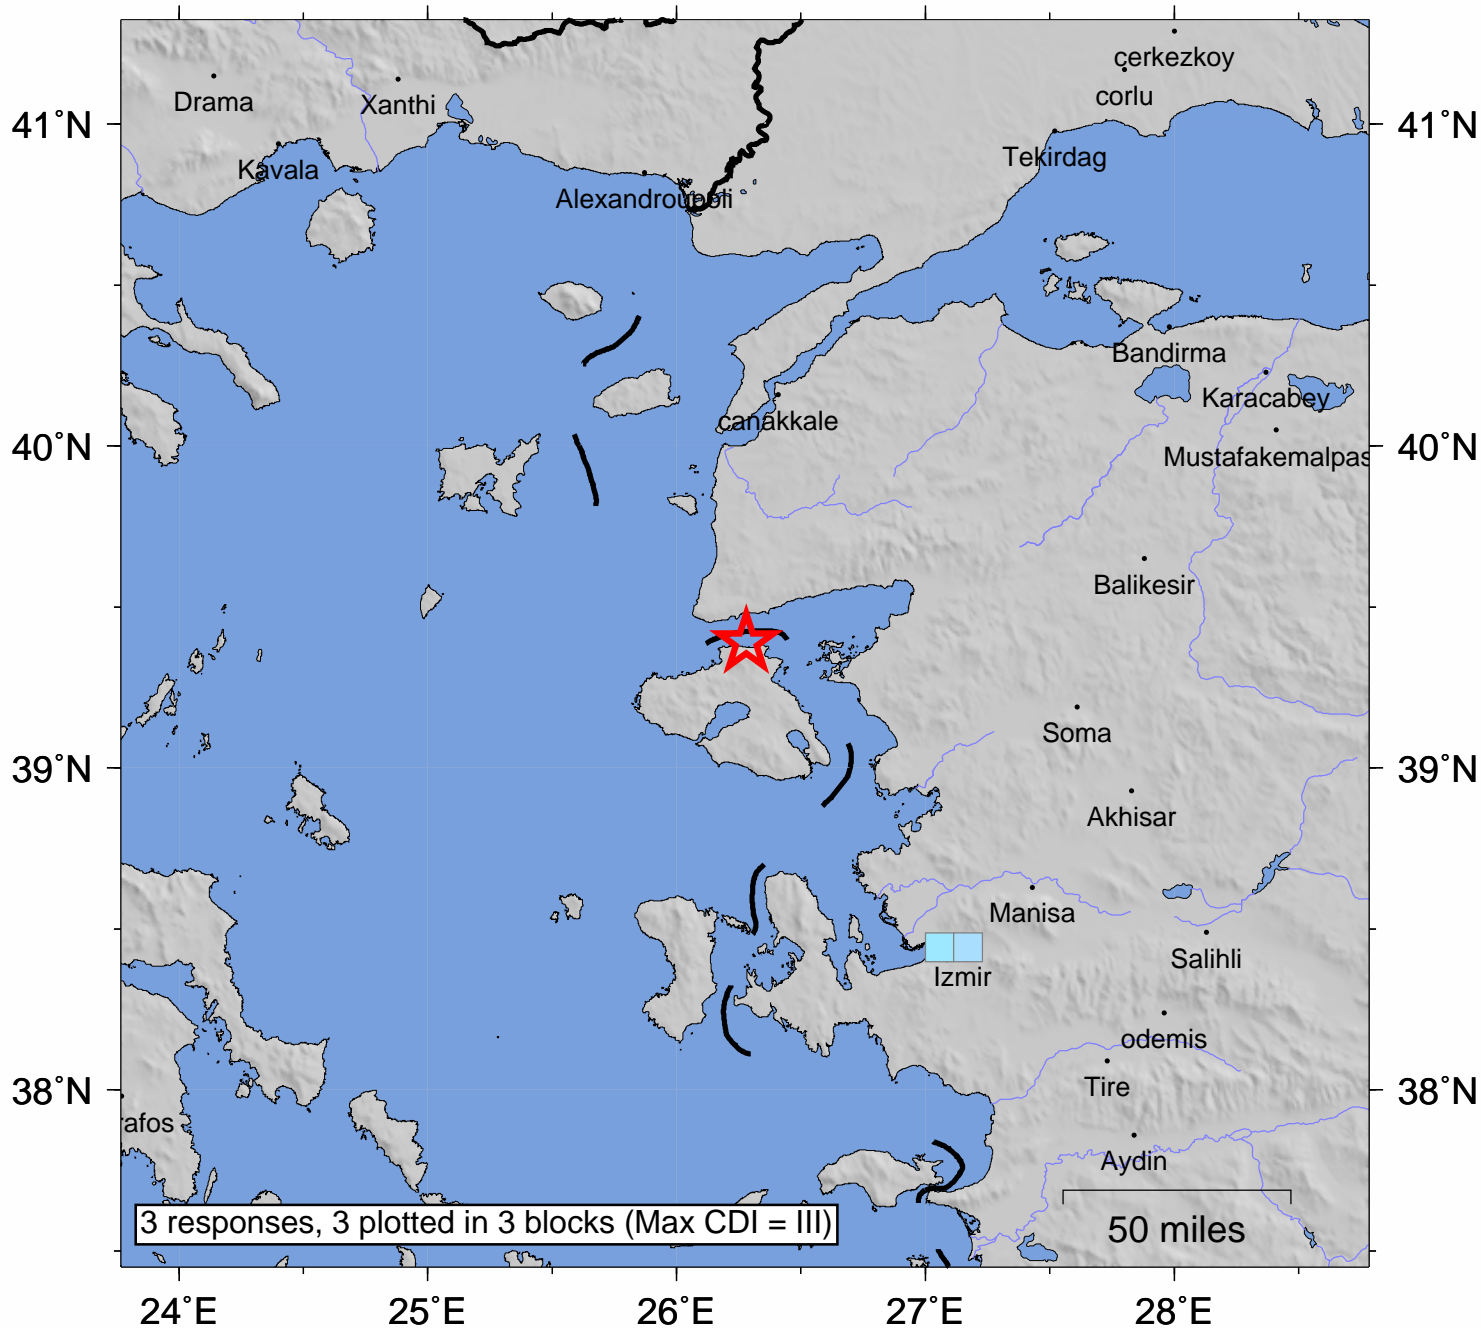 cerkezkoy
Drama
Xanthi
corlu
41°N
41°N
Kavala
Tekirdag
Alexandroupoli
Bandirma
Karacabey
canakkale
40°N
40°N
Mustafakemalpas
Balikesir
Soma
39°N
39°N
Akhisar
Manisa
Salihli
Izmir
odemis
38°N
38°N
Tire
rafos
Aydin
3 responses, 3 plotted in 3 blocks (Max CDI = III)
50 miles
24°E
25°E
26°E
27°E
28°E